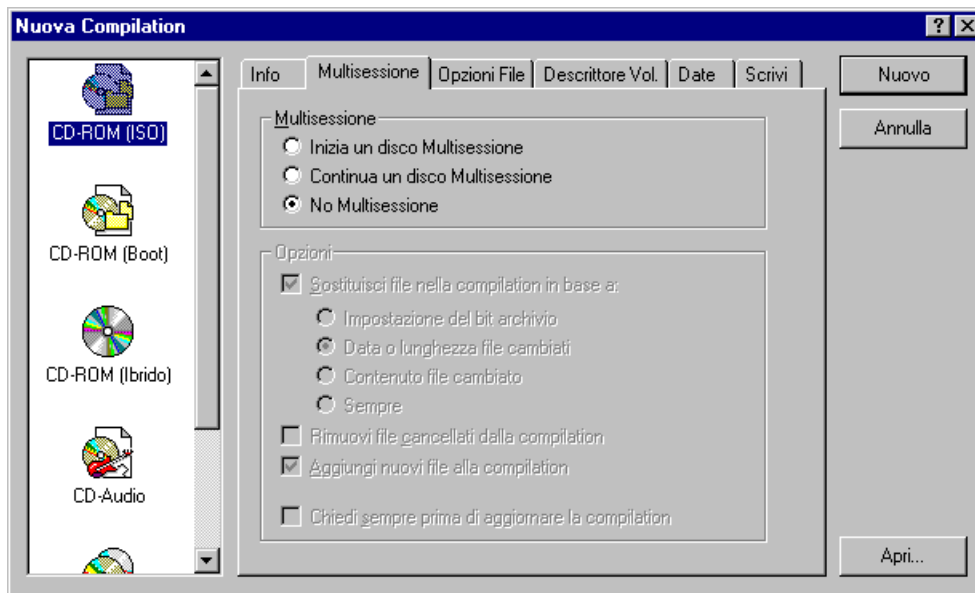 Nuova Compilation
CD-ROM (ISO)
CD-ROM (Boot)
CD-ROM (Ibrido)
CD-Audio
Info Multisessione Opzioni File Descrittore Vol. Date Scrivi
Multisessione
Inizia un disco Multisessione
Continua un disco Multisessione
No Multisessione
Opzioni
Sostituisci file nella compilation in base a:
Impostazione del bit archivio
Data o lunghezza file cambiati
Contenuto file cambiato
Sempre
Rimuovi file cancellati dalla compilation
Aggiungi nuovi file alla compilation
Chiedi sempre prima di aggiornare la compilation
Nuovo
Annulla
Apri...